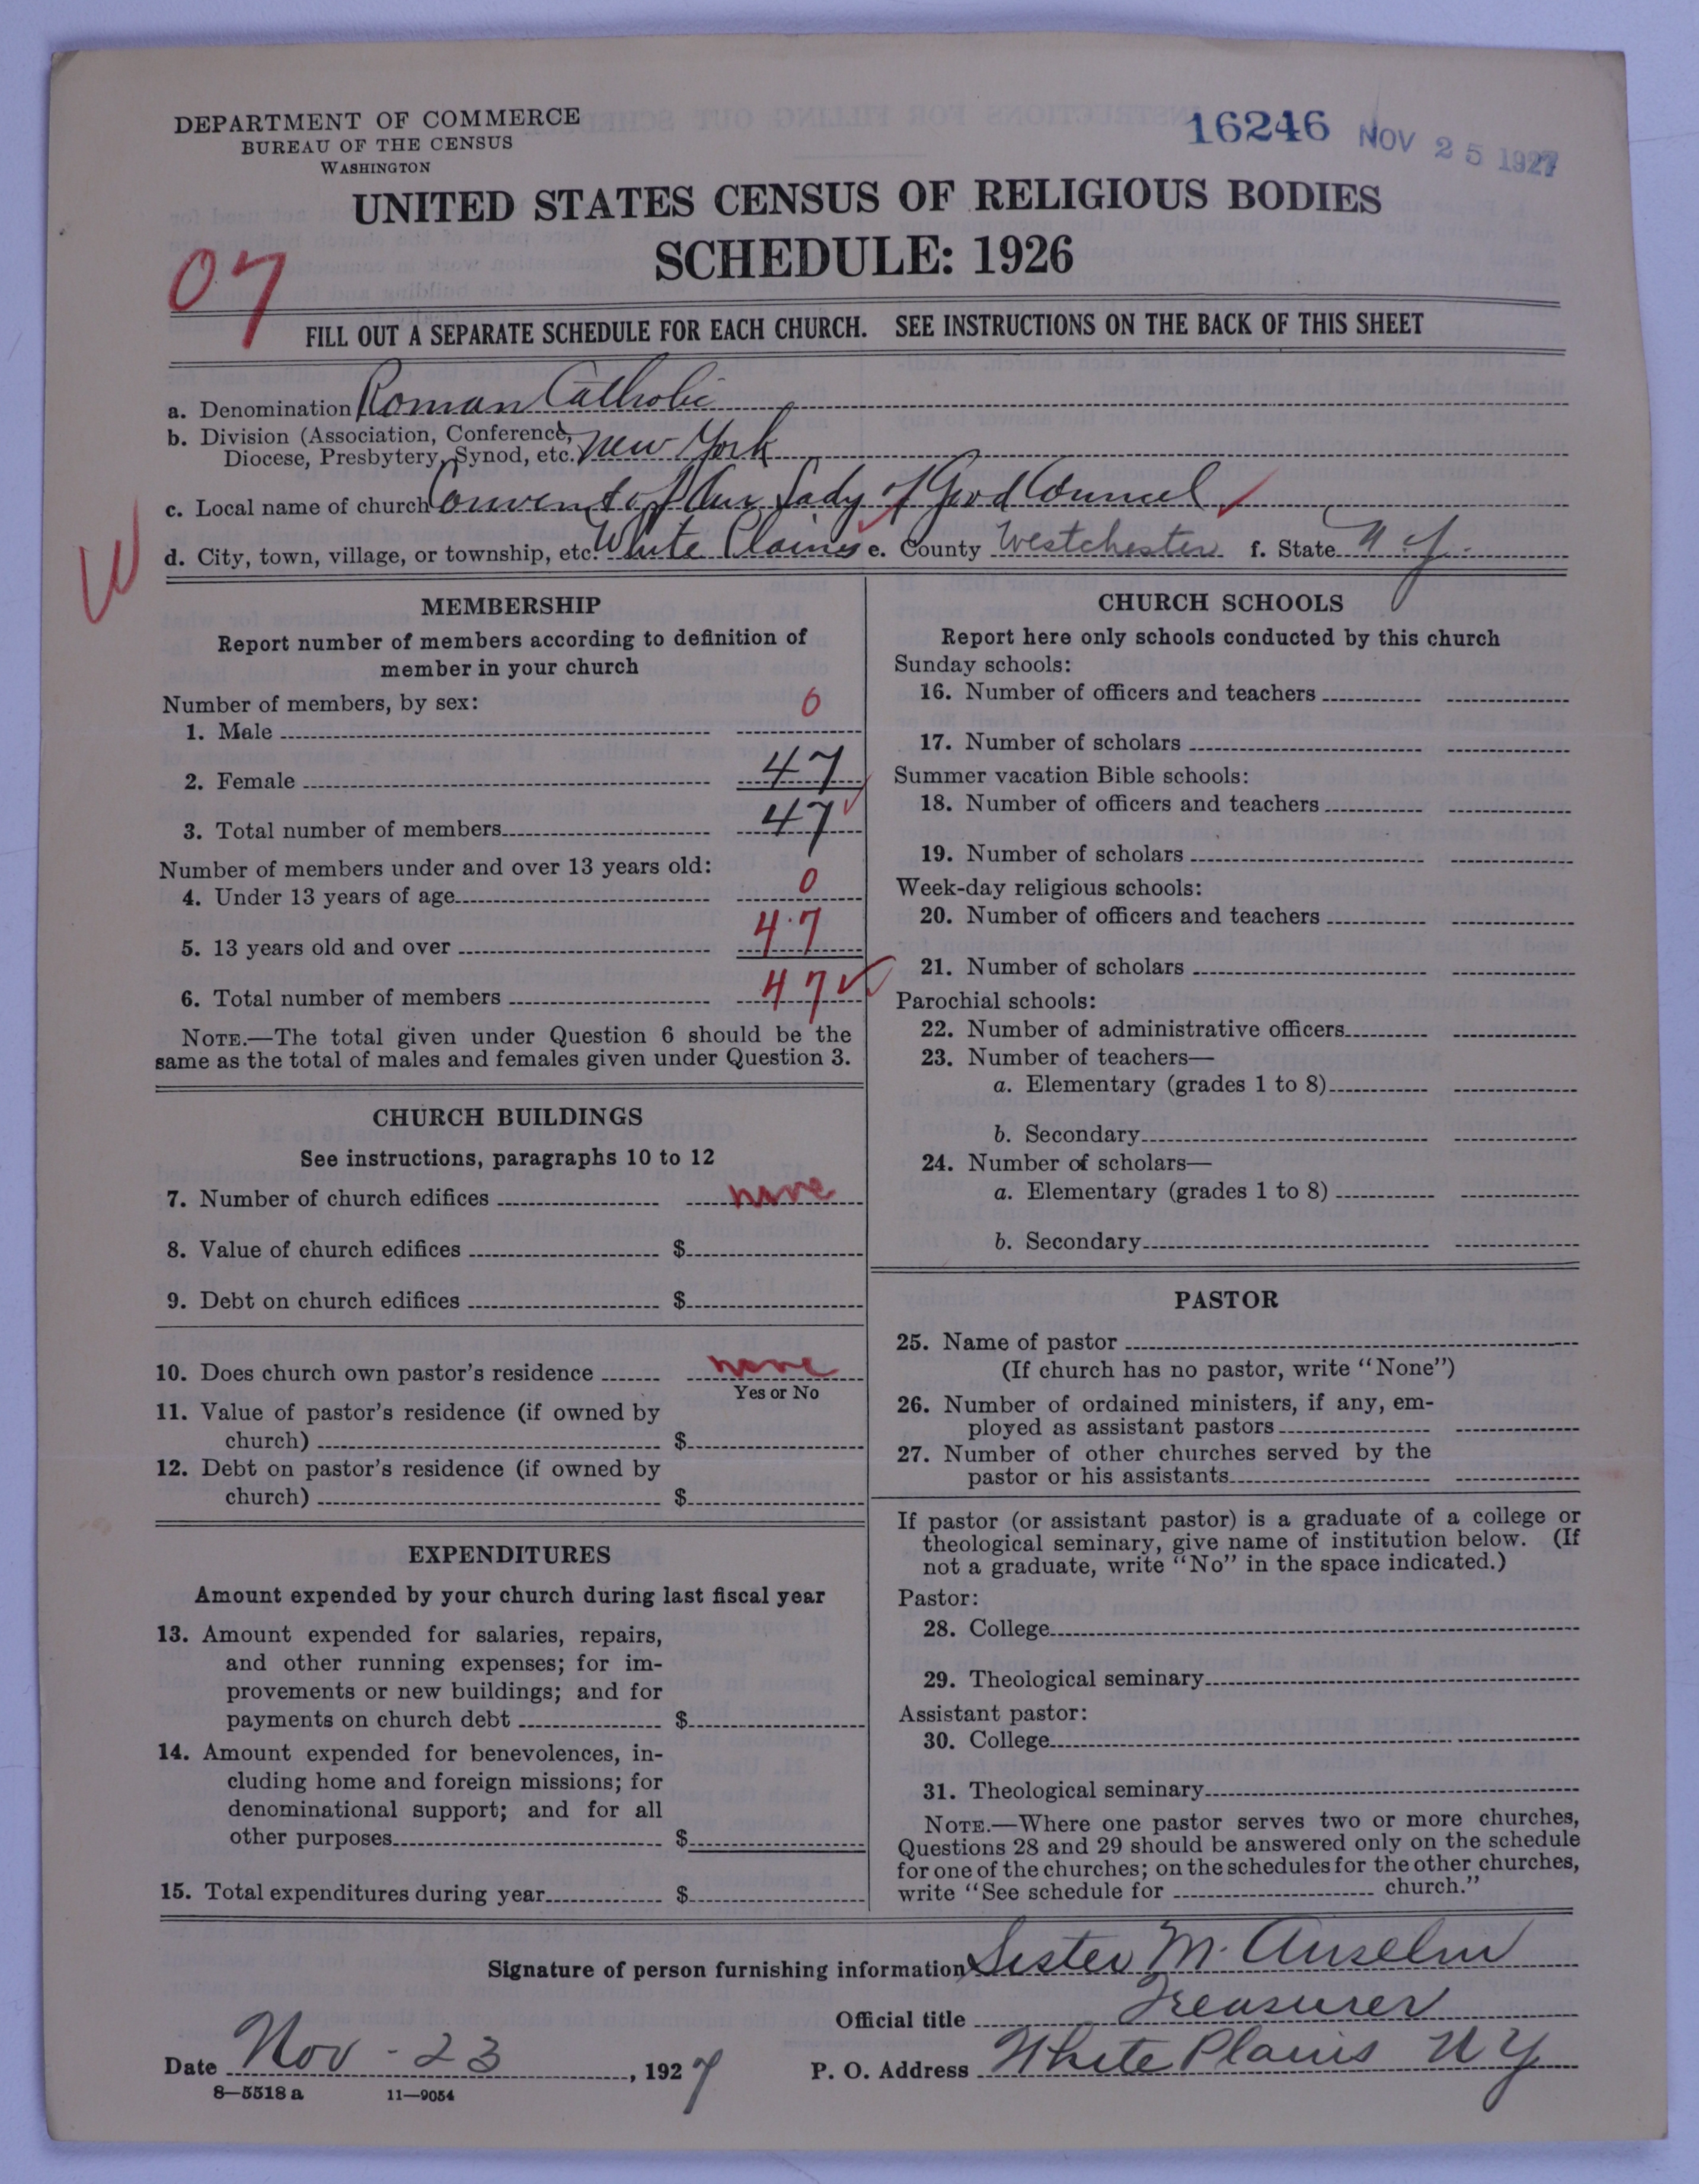 DEPARTMENT OF COMMERCE
BUREAU OF THE CENSUS
WASHINGTON
16246 NOV 25 1927
UNITED STATES CENSUS OF RELIGIOUS BODIES
SCHEDULE: 1926
07
FILL OUT A SEPARATE SCHEDULE FOR EACH CHURCH. SEE INSTRUCTIONS ON THE BACK OF THIS SHEET
a. Denomination Roman Catholic
b. Division (Association, Conference,
Diocese, Presbytery, Synod, etc. New York
c. Local name of church Convent of Our Lady of Good Counsel
W
d. City, town, village, or township, etc. White Plains e. County Westchester f. State N.Y.
MEMBERSHIP
Report number of members according to definition of
member in your church
Number of members, by sex:
1. Male 0
2. Female 47
3. Total number of members 47
Number of members under and over 13 years old:
4. Under 13 years of age 0
5. 13 years old and over 47
6. Total number of members 47
NOTE.—The total given under Question 6 should be the
same as the total of males and females given under Question 3.
CHURCH BUILDINGS
See instructions, paragraphs 10 to 12
7. Number of church edifices none
8. Value of church edifices $
9. Debt on church edifices $
10. Does church own pastor's residence none
Yes or No
11. Value of pastor's residence (if owned by
church) $
12. Debt on pastor's residence (if owned by
church) $
EXPENDITURES
Amount expended by your church during last fiscal year
13. Amount expended for salaries, repairs,
and other running expenses; for im-
provements or new buildings; and for
payments on church debt $
14. Amount expended for benevolences, in-
cluding home and foreign missions; for
denominational support; and for all
other purposes $
15. Total expenditures during year $
CHURCH SCHOOLS
Report here only schools conducted by this church
Sunday schools:
16. Number of officers and teachers
17. Number of scholars
Summer vacation Bible schools:
18. Number of officers and teachers
19. Number of scholars
Week-day religious schools:
20. Number of officers and teachers
21. Number of scholars
Parochial schools:
22. Number of administrative officers
23. Number of teachers—
a. Elementary (grades 1 to 8)
b. Secondary
24. Number of scholars—
a. Elementary (grades 1 to 8)
b. Secondary
PASTOR
25. Name of pastor
(If church has no pastor, write "None")
26. Number of ordained ministers, if any, em-
ployed as assistant pastors
27. Number of other churches served by the
pastor or his assistants
If pastor (or assistant pastor) is a graduate of a college or
theological seminary, give name of institution below. (If
not a graduate, write "No" in the space indicated.)
Pastor:
28. College
29. Theological seminary
Assistant pastor:
30. College
31. Theological seminary
NOTE.—Where one pastor serves two or more churches,
Questions 28 and 29 should be answered only on the schedule
for one of the churches; on the schedules for the other churches,
write "See schedule for church."
Signature of person furnishing information Sister M. Anselm
Official title Treasurer
Date Nov - 23, 1927 P. O. Address White Plains N Y
8—5518 a 11—9054